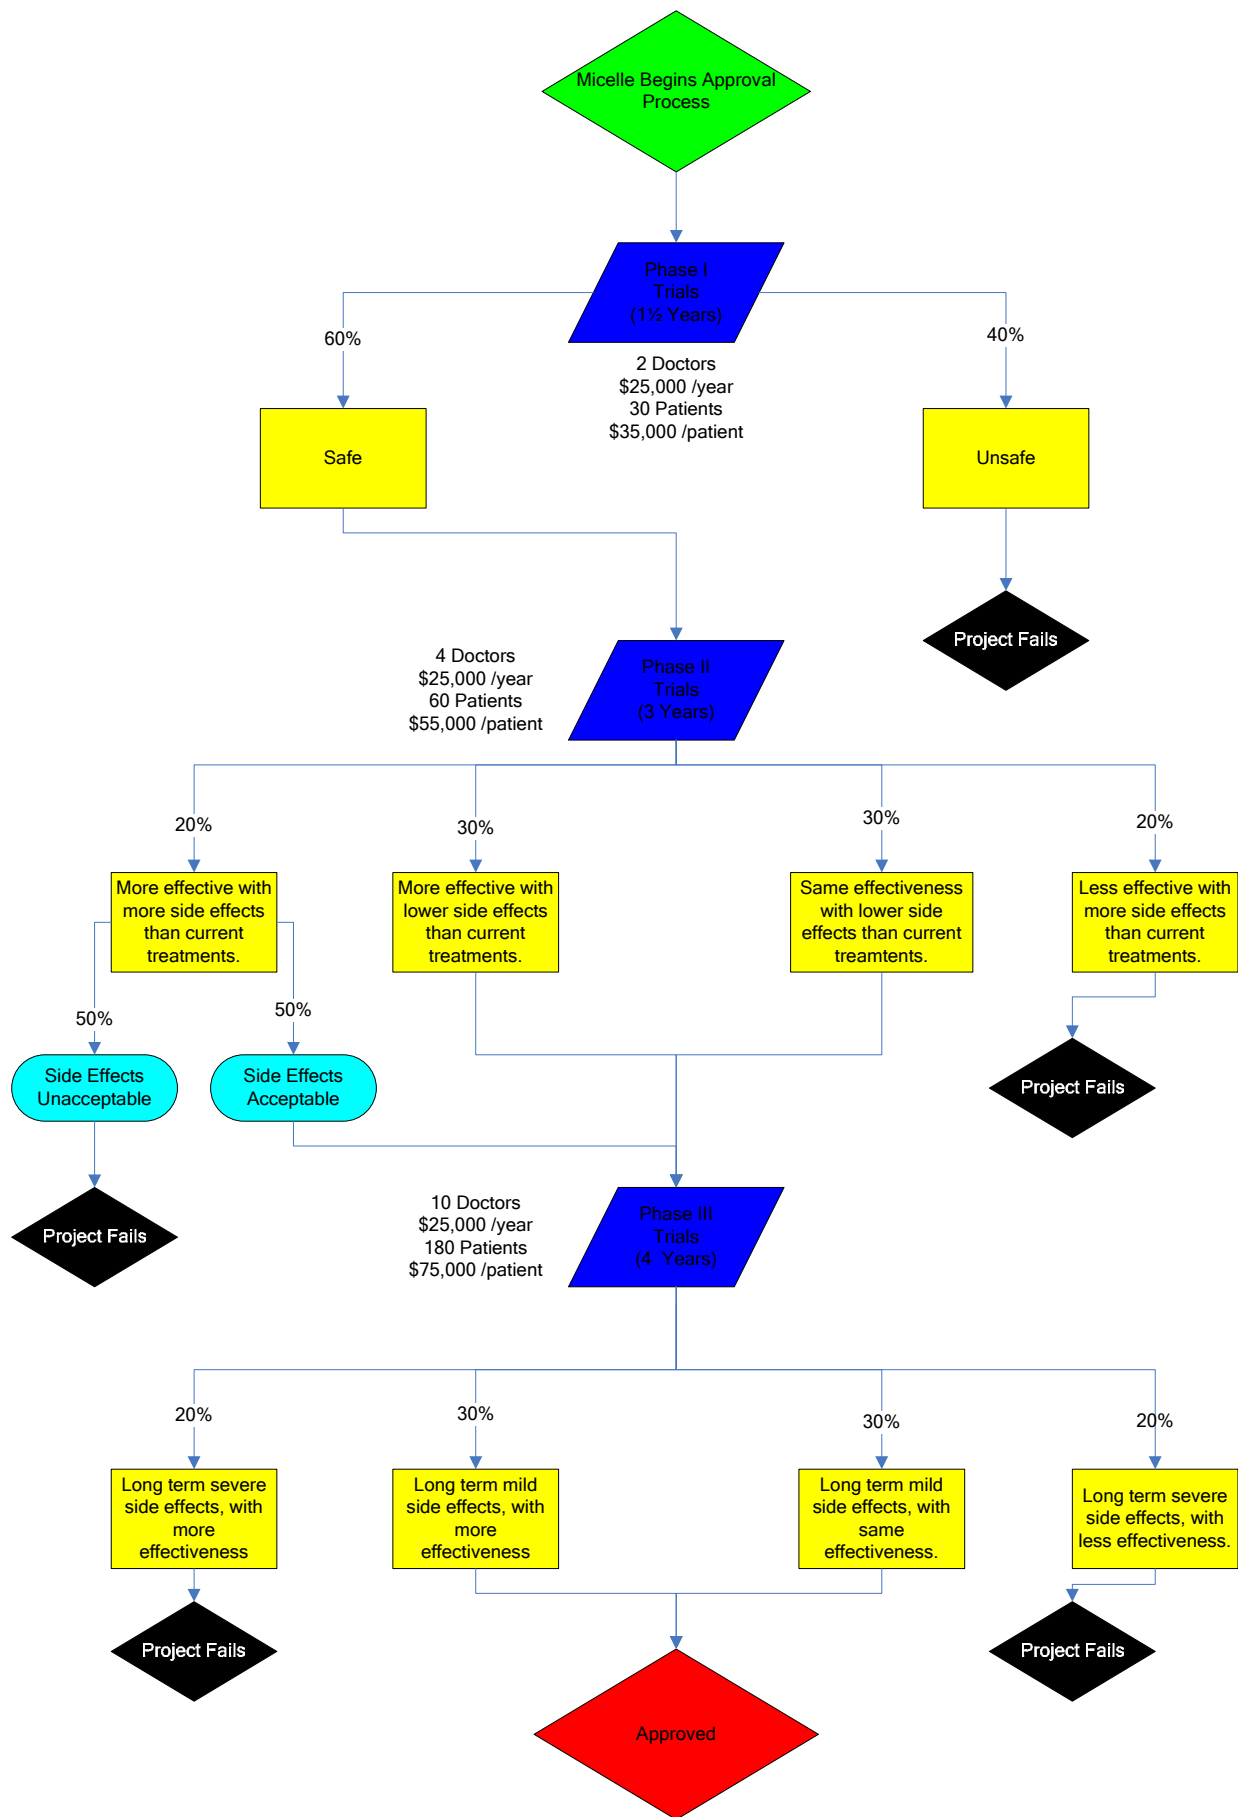 Micelle Begins Approval
Process
Phase I
Trials
(1½ Years)
60%
40%
2 Doctors
$25,000 /year
30 Patients
$35,000 /patient
Safe
Unsafe
Project Fails
4 Doctors
$25,000 /year
60 Patients
$55,000 /patient
Phase II
Trials
(3 Years)
20%
30%
30%
20%
More effective with
more side effects
than current
treatments.
More effective with
lower side effects
than current
treatments.
Same effectiveness
with lower side
effects than current
treamtents.
Less effective with
more side effects
than current
treatments.
50%
50%
Side Effects
Unacceptable
Side Effects
Acceptable
Project Fails
Project Fails
10 Doctors
$25,000 /year
180 Patients
$75,000 /patient
Phase III
Trials
(4  Years)
20%
30%
30%
20%
Long term severe
side effects, with
more
effectiveness
Long term mild
side effects, with
more
effectiveness
Long term mild
side effects, with
same
effectiveness.
Long term severe
side effects, with
less effectiveness.
Project Fails
Project Fails
Approved